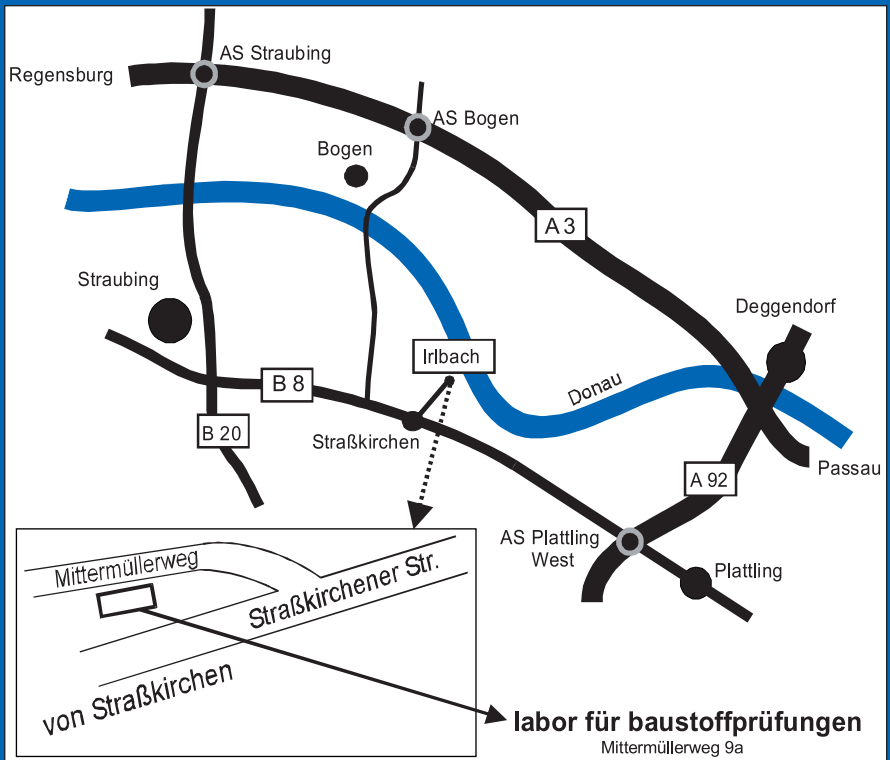 AS Straubing
Regensburg
AS Bogen
Bogen
A 3
Straubing
Deggendorf
Irlbach
B 8
Donau
B 20
Straßkirchen
Passau
A 92
AS Plattling
West
Plattling
Mittermüllerweg
Straßkirchener Str.
von Straßkirchen
labor für baustoffprüfungen
Mittermüllerweg 9a